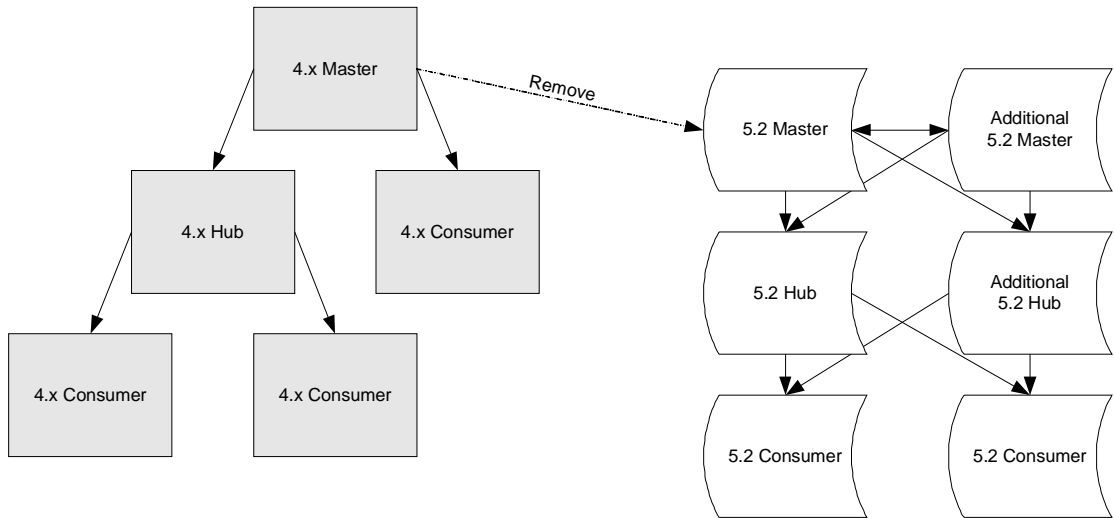 4.x Master
Remove
5.2 Master
Additional
5.2 Master
4.x Hub
4.x Consumer
5.2 Hub
Additional
5.2 Hub
4.x Consumer
4.x Consumer
5.2 Consumer
5.2 Consumer